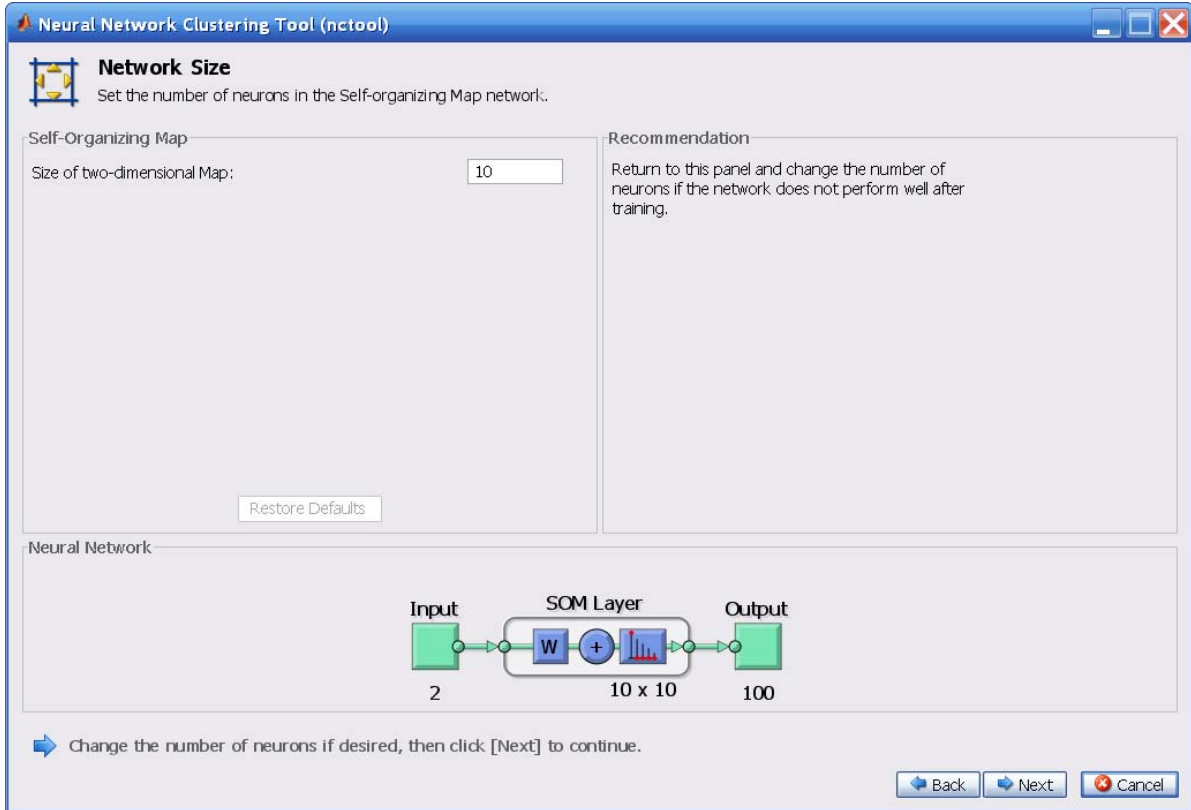 Neural Network Clustering Tool (nctool)
Network Size
Set the number of neurons in the Self-organizing Map network.
Self-Organizing Map
Size of two-dimensional Map:
10
Restore Defaults
Recommendation
Return to this panel and change the number of
neurons if the network does not perform well after
training.
Neural Network
Input
SOM Layer
Output
W
+
2
10 x 10
100
Change the number of neurons if desired, then click [Next] to continue.
Back
Next
Cancel